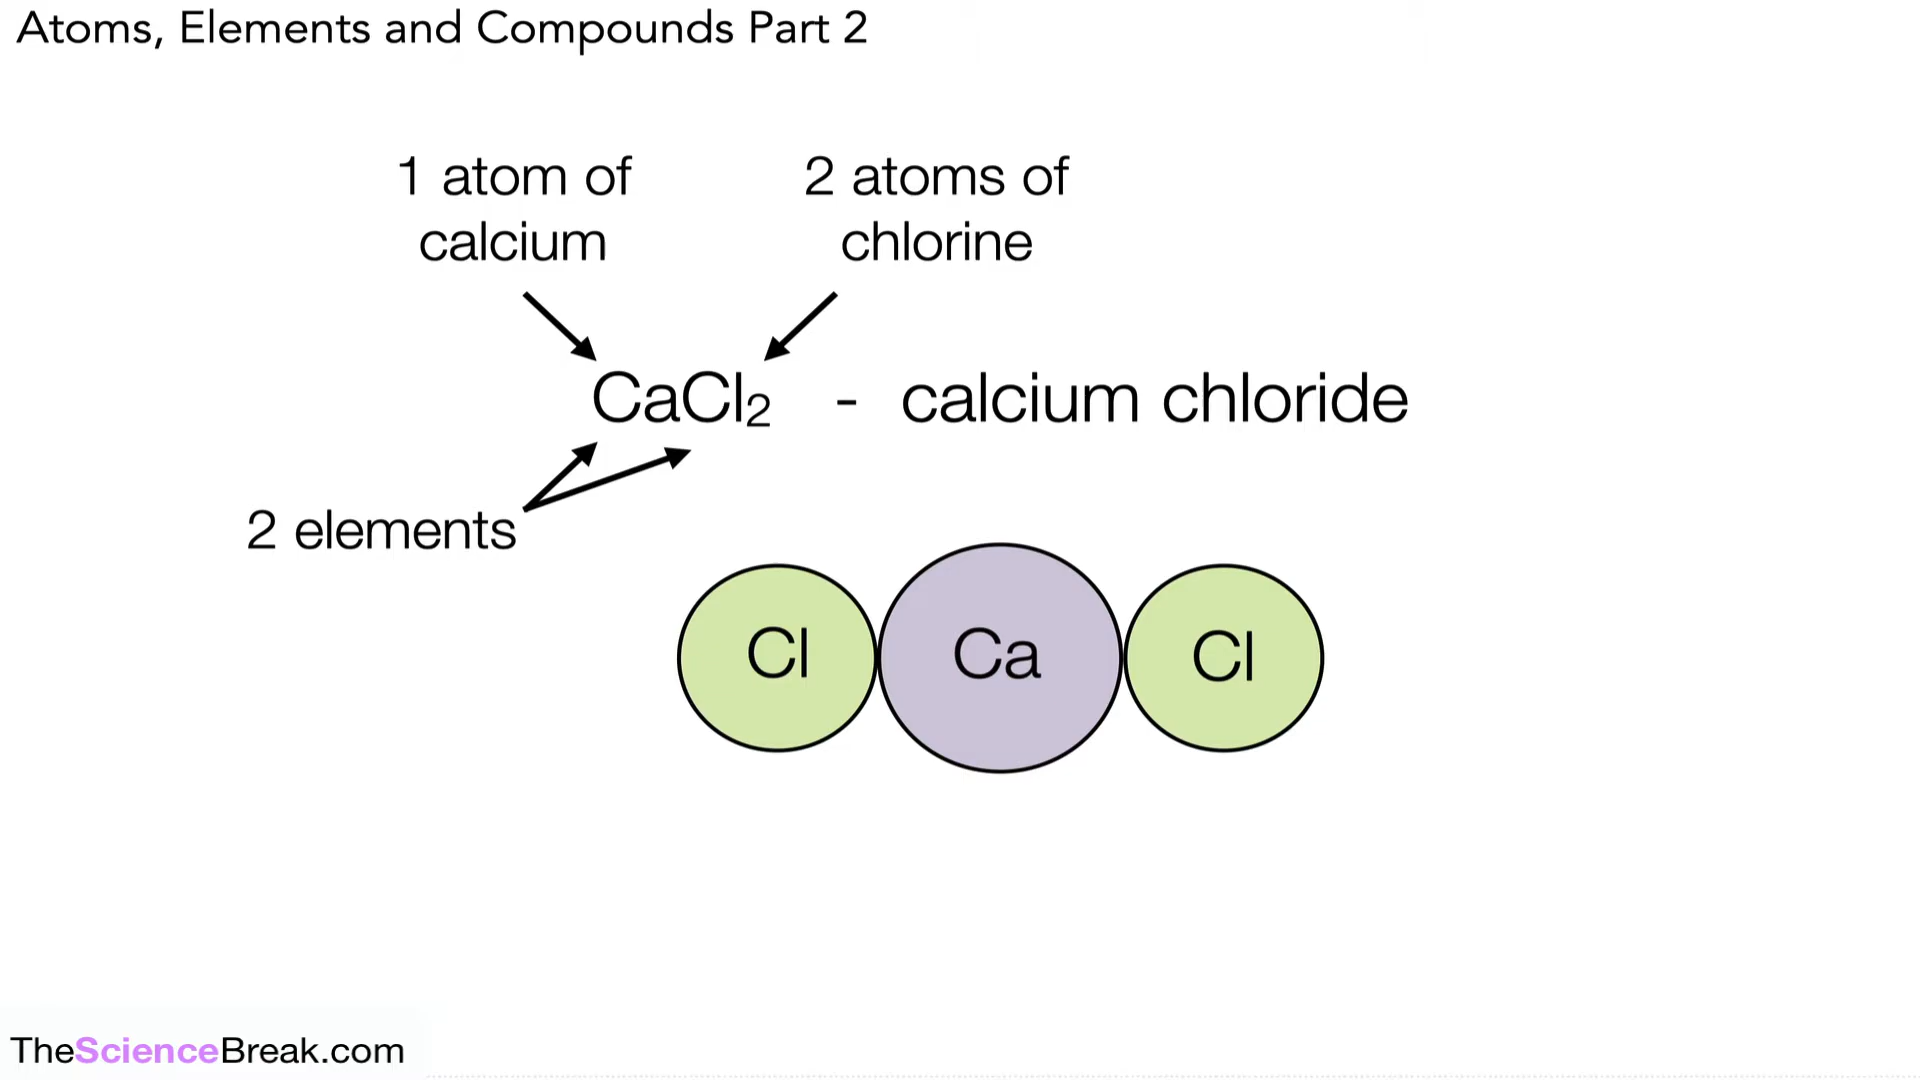 Atoms, Elements and Compounds Part 2
1 atom of
calcium
2 atoms of
chlorine
CaCl₂ - calcium chloride
2 elements
Cl Ca Cl
TheScienceBreak.com